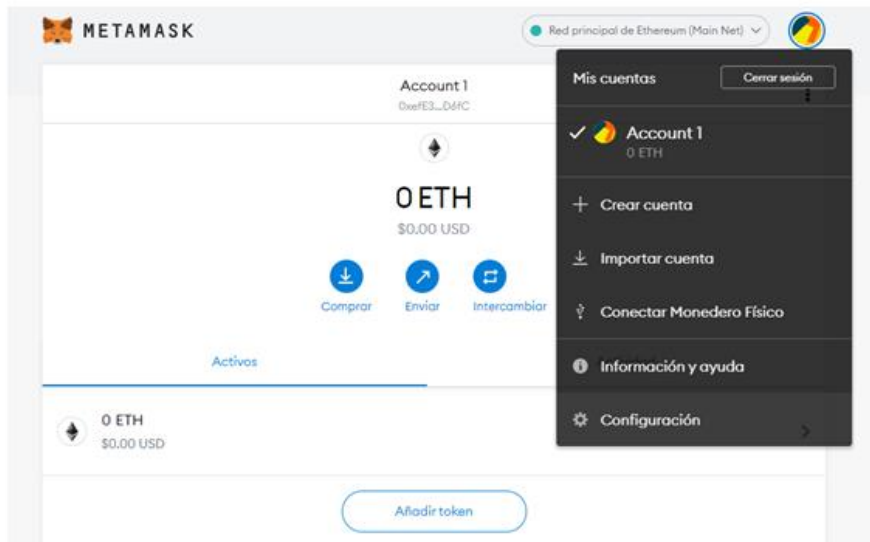 METAMASK
Red principal de Ethereum (Main Net)
Account 1
0xefE3...D6fC
0 ETH
$0.00 USD
Comprar
Enviar
Intercambiar
Activos
0 ETH
$0.00 USD
Añadir token
Mis cuentas
Cerrar sesión
Account 1
0 ETH
Crear cuenta
Importar cuenta
Conectar Monedero Físico
Información y ayuda
Configuración